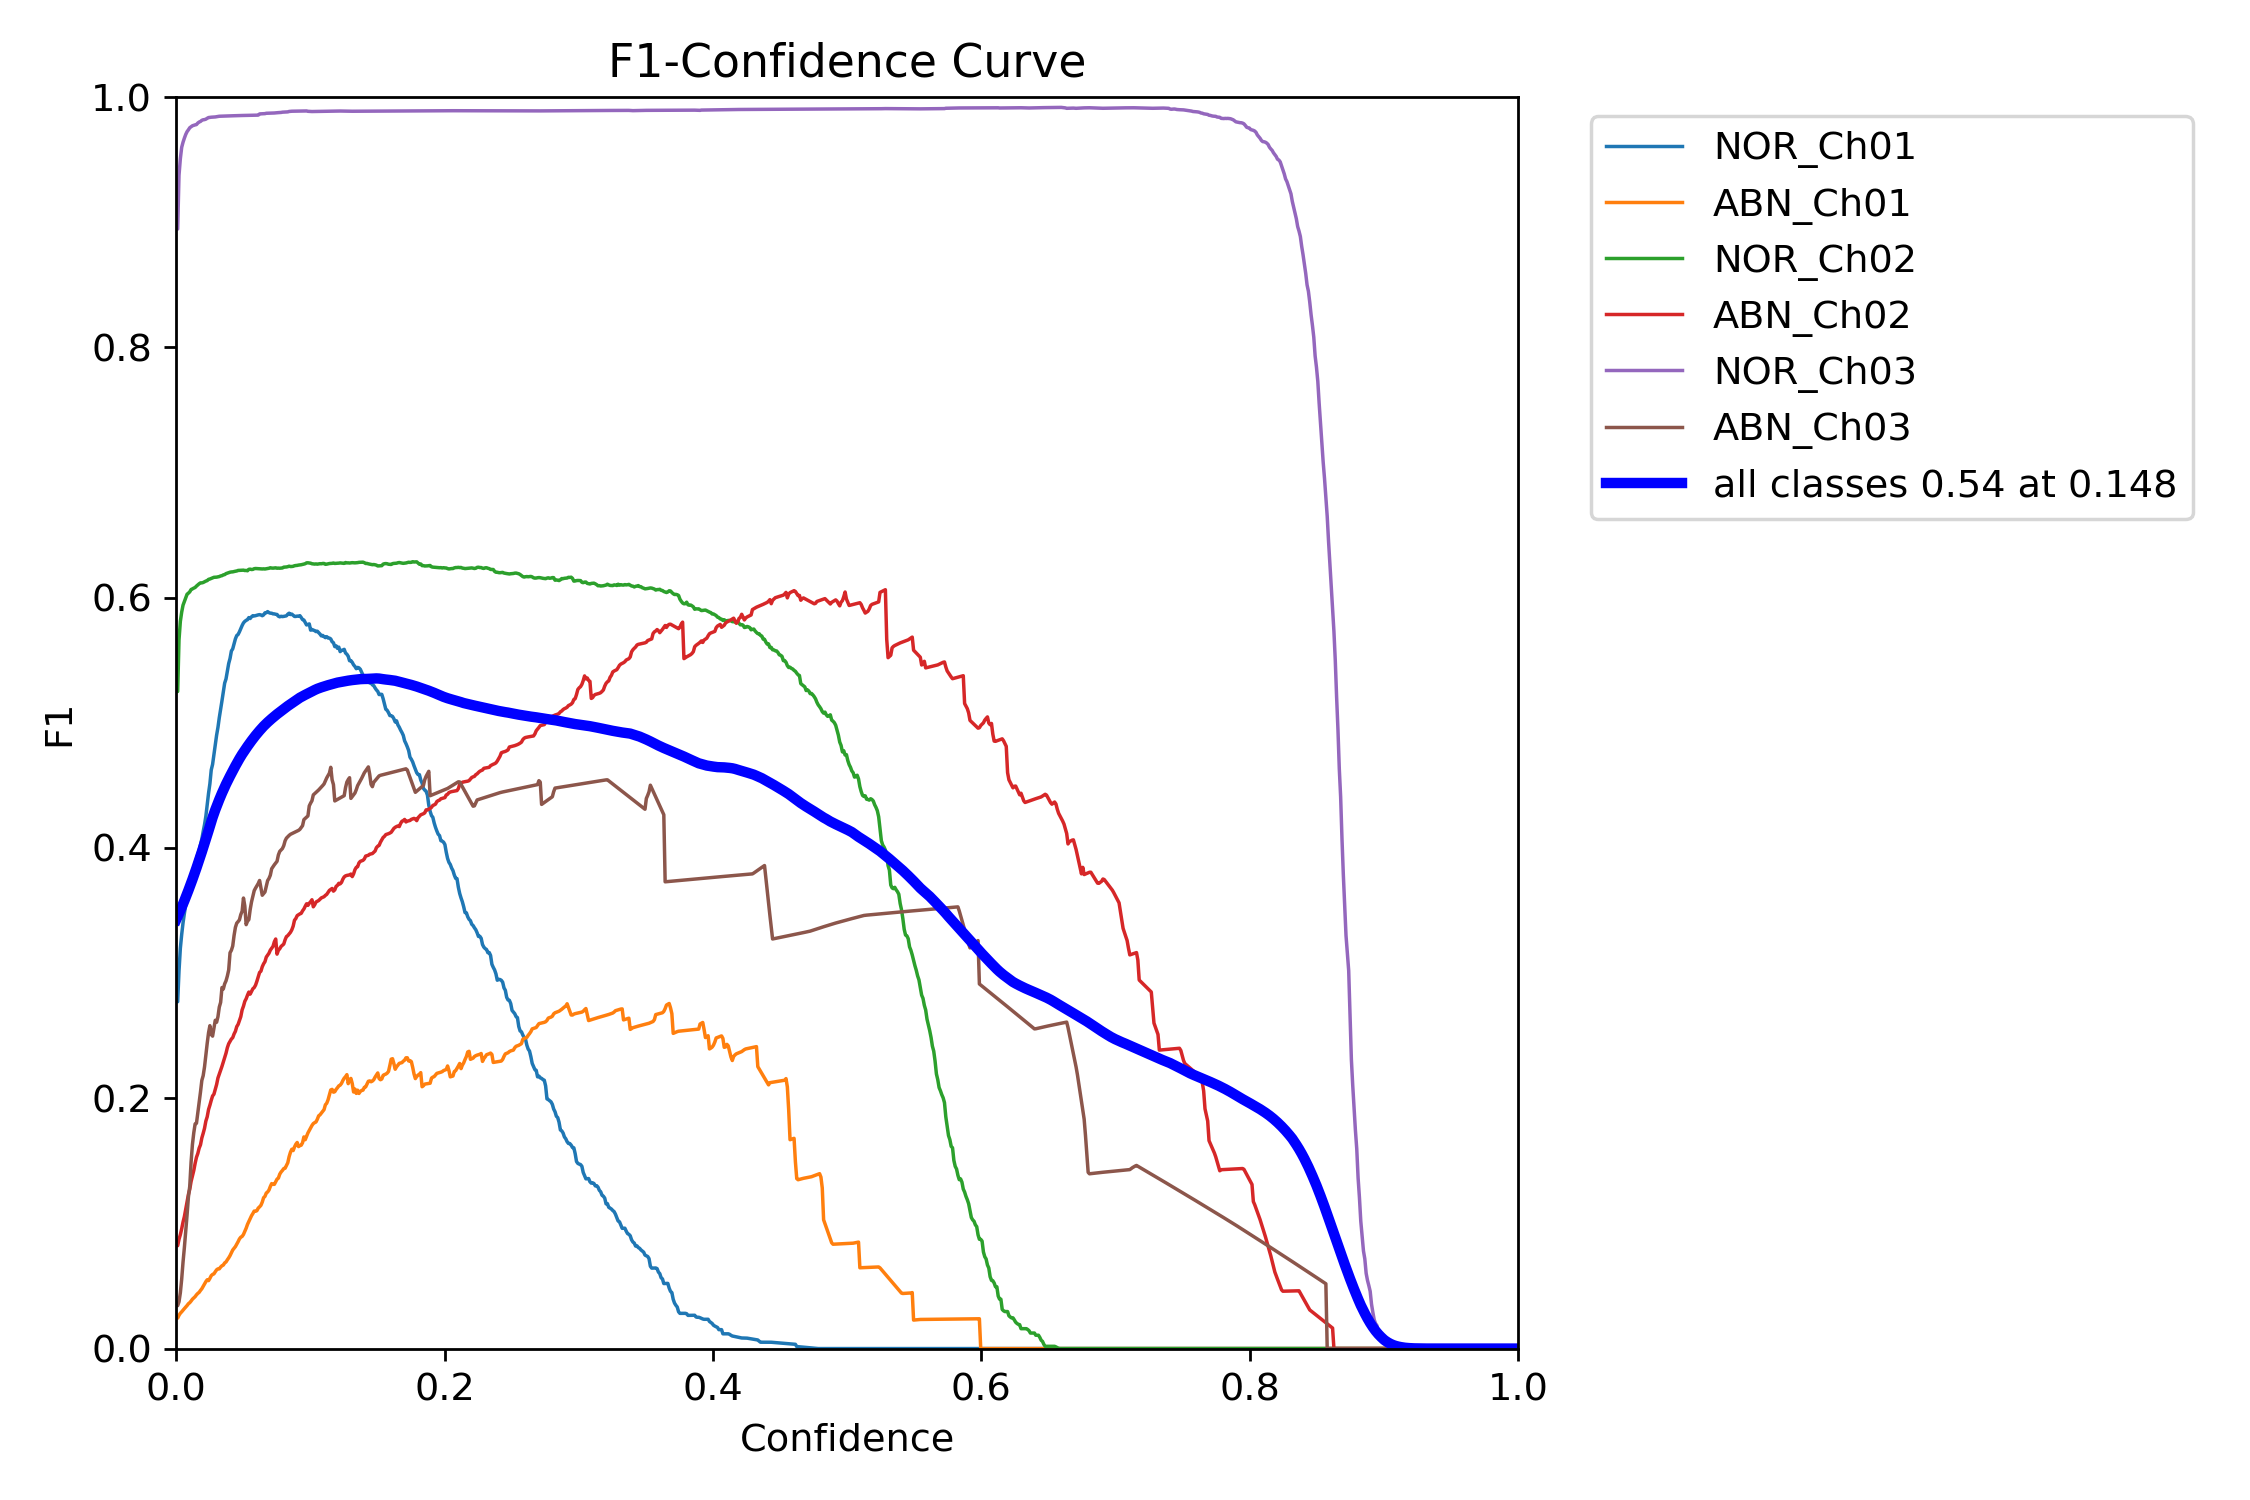 F1-Confidence Curve
1.0
0.8
0.6
0.4
0.2
0.0
F1
0.0 0.2 0.4 0.6 0.8 1.0
Confidence
NOR_Ch01
ABN_Ch01
NOR_Ch02
ABN_Ch02
NOR_Ch03
ABN_Ch03
all classes 0.54 at 0.148